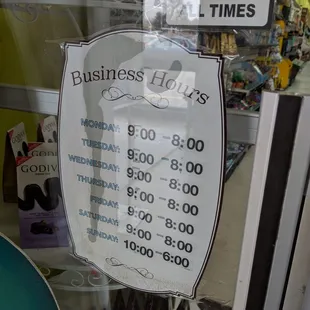 ALL TIMES
Business Hours
MONDAY: 9:00 - 8:00
TUESDAY: 9:00 - 8:00
WEDNESDAY: 9:00 - 8:00
THURSDAY: 9:00 - 8:00
FRIDAY: 9:00 - 8:00
SATURDAY: 9:00 - 8:00
SUNDAY: 10:00 - 6:00
GODIVA